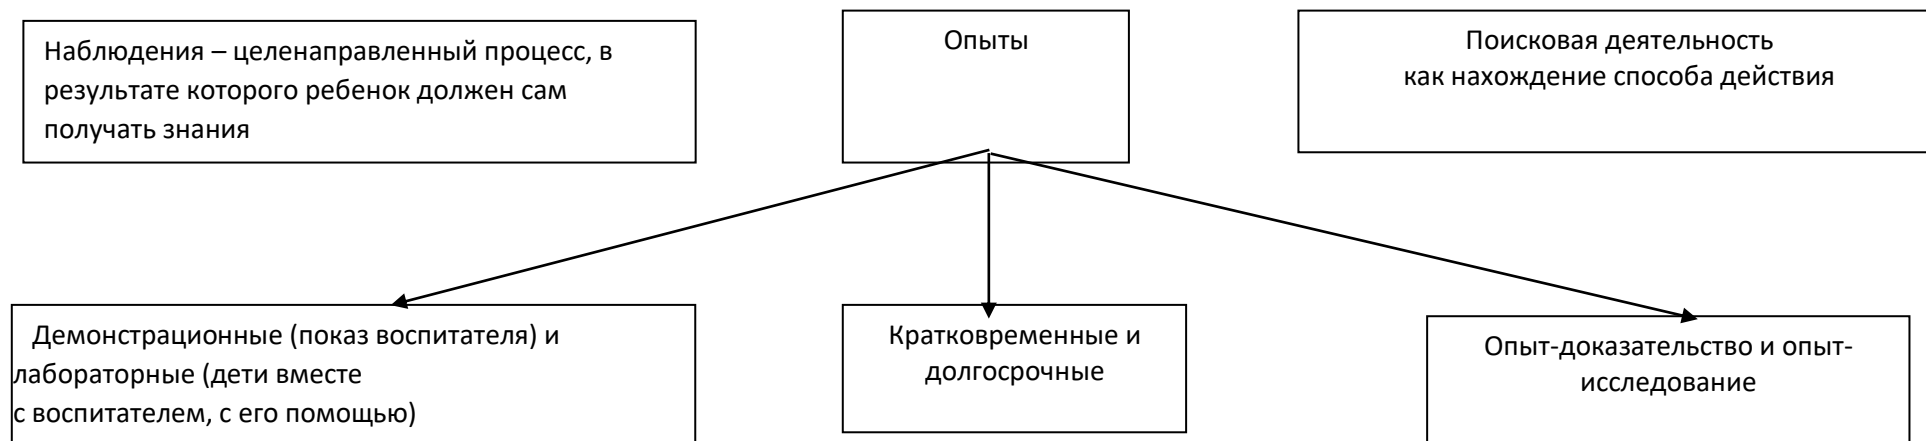 Наблюдения – целенаправленный процесс, в
результате которого ребенок должен сам
получать знания
Опыты
Поисковая деятельность
как нахождение способа действия
Демонстрационные (показ воспитателя) и
лабораторные (дети вместе
с воспитателем, с его помощью)
Кратковременные и
долгосрочные
Опыт-доказательство и опыт-
исследование